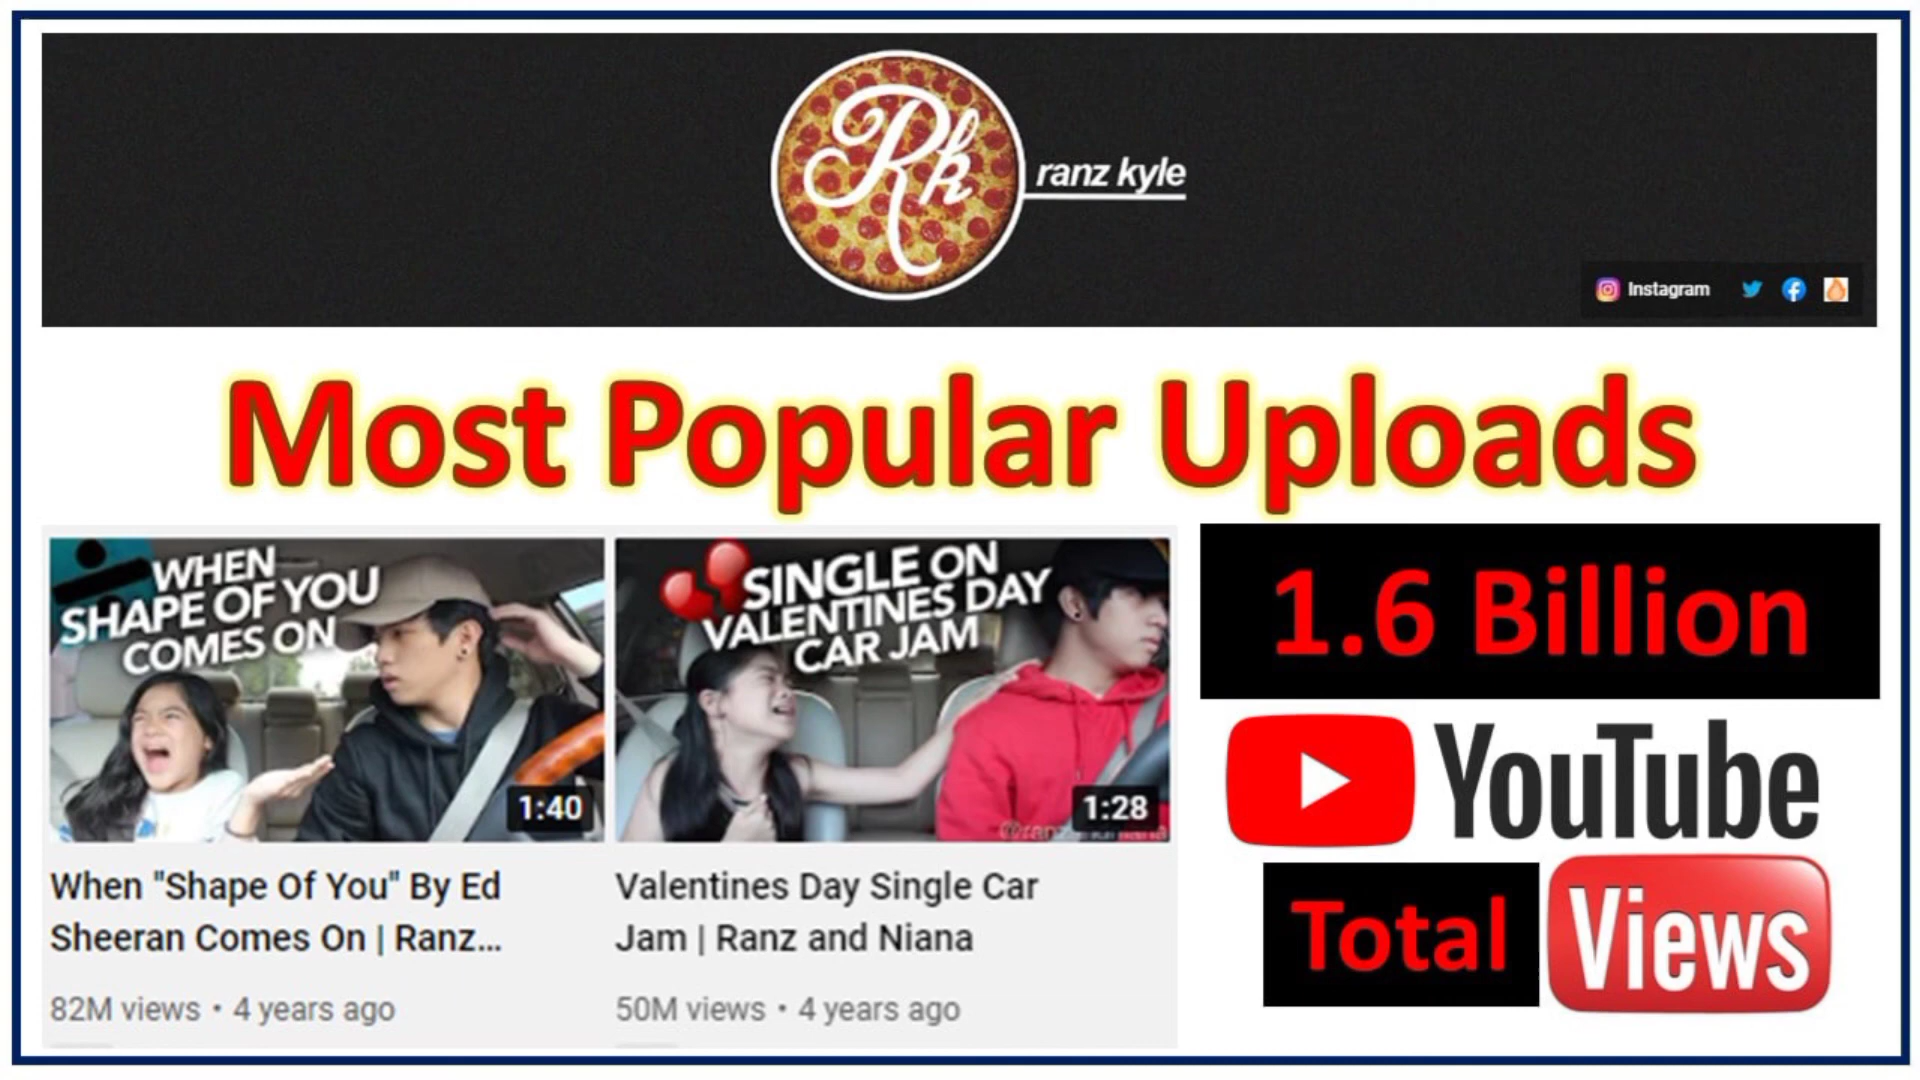 Rk
ranz kyle
Instagram
Most Popular Uploads
WHEN
SHAPE OF YOU
COMES ON
1:40
When "Shape Of You" By Ed
Sheeran Comes On | Ranz...
82M views • 4 years ago
SINGLE ON
VALENTINES DAY
CAR JAM
1:28
Valentines Day Single Car
Jam | Ranz and Niana
50M views • 4 years ago
1.6 Billion
YouTube
Total Views